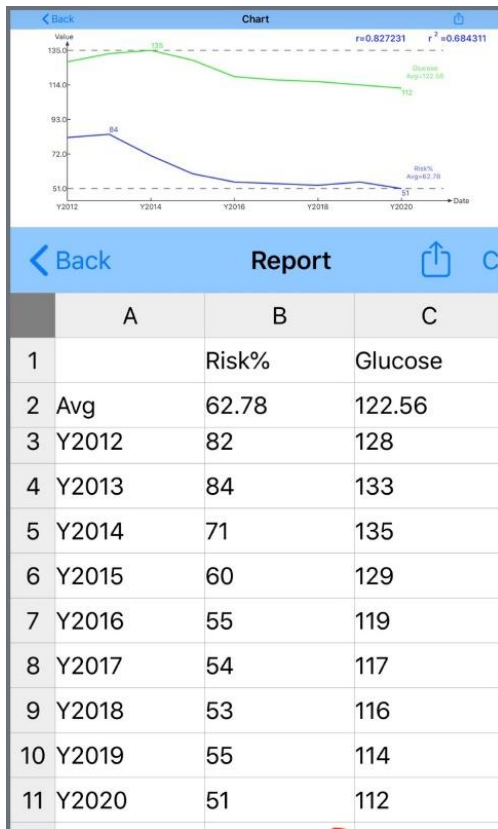 Back Chart
Value
r=0.827231 r²=0.684311
135.0
135
Glucose
Avg=122.56
114.0
112
93.0
84
72.0
Risk%
Avg=62.78
51.0
51
Date
Y2012 Y2014 Y2016 Y2018 Y2020
Back Report C
A B C
1 Risk% Glucose
2 Avg 62.78 122.56
3 Y2012 82 128
4 Y2013 84 133
5 Y2014 71 135
6 Y2015 60 129
7 Y2016 55 119
8 Y2017 54 117
9 Y2018 53 116
10 Y2019 55 114
11 Y2020 51 112